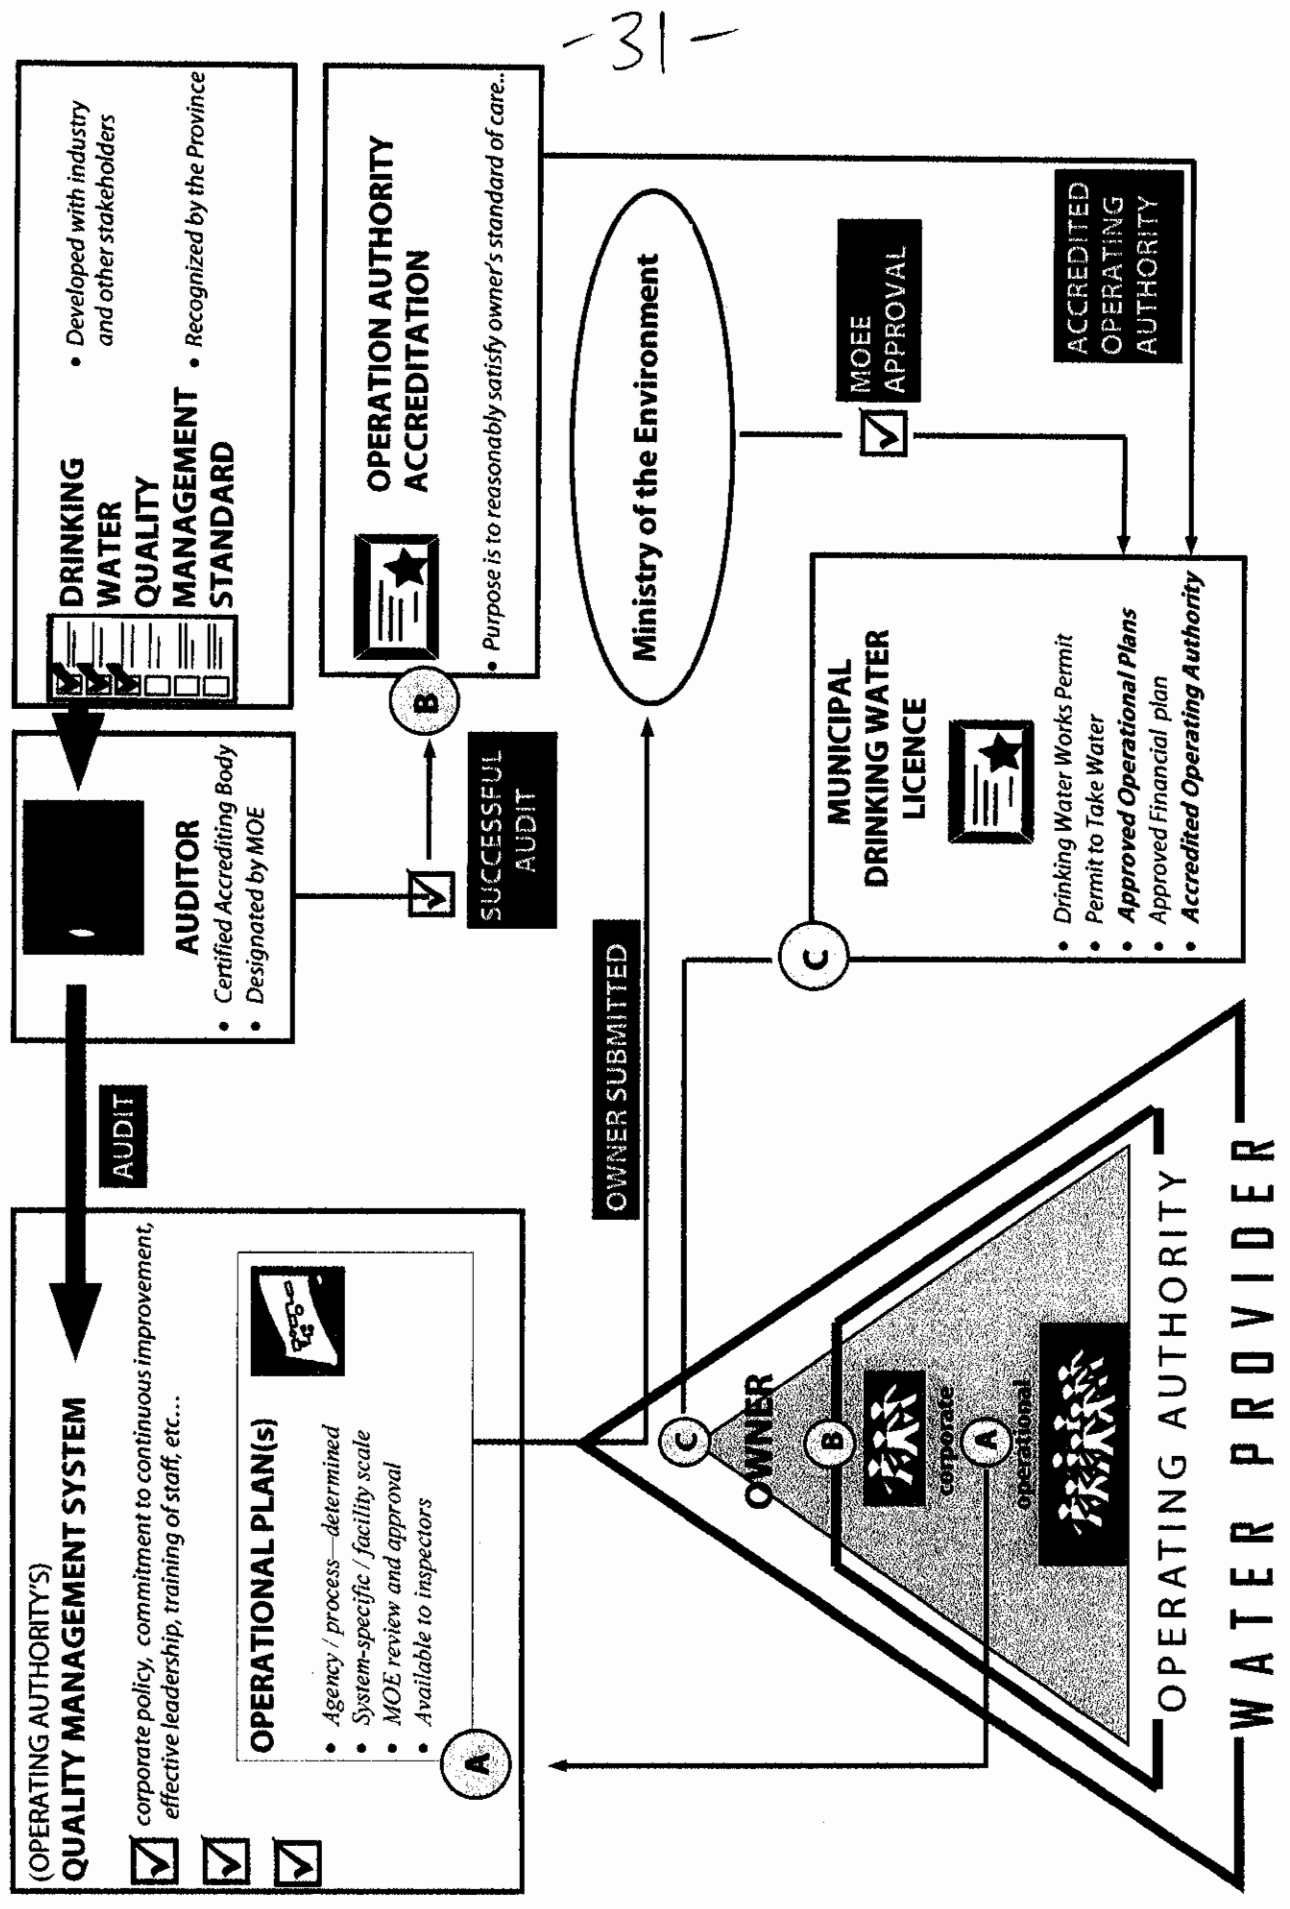 -31-
(OPERATING AUTHORITY'S)
QUALITY MANAGEMENT SYSTEM
corporate policy, commitment to continuous improvement,
effective leadership, training of staff, etc...
OPERATIONAL PLAN(s)
• Agency / process—determined
• System-specific / facility scale
• MOE review and approval
• Available to inspectors
A
AUDIT
AUDITOR
• Certified Accrediting Body
• Designated by MOE
DRINKING
WATER
QUALITY
MANAGEMENT
STANDARD
• Developed with industry
and other stakeholders
• Recognized by the Province
SUCCESSFUL
AUDIT
B
OPERATION AUTHORITY
ACCREDITATION
• Purpose is to reasonably satisfy owner's standard of care..
OWNER SUBMITTED
Ministry of the Environment
MOEE
APPROVAL
ACCREDITED
OPERATING
AUTHORITY
C
MUNICIPAL
DRINKING WATER
LICENCE
• Drinking Water Works Permit
• Permit to Take Water
• Approved Operational Plans
• Approved Financial plan
• Accredited Operating Authority
C
OWNER
B
corporate
A
operational
OPERATING AUTHORITY
WATER PROVIDER